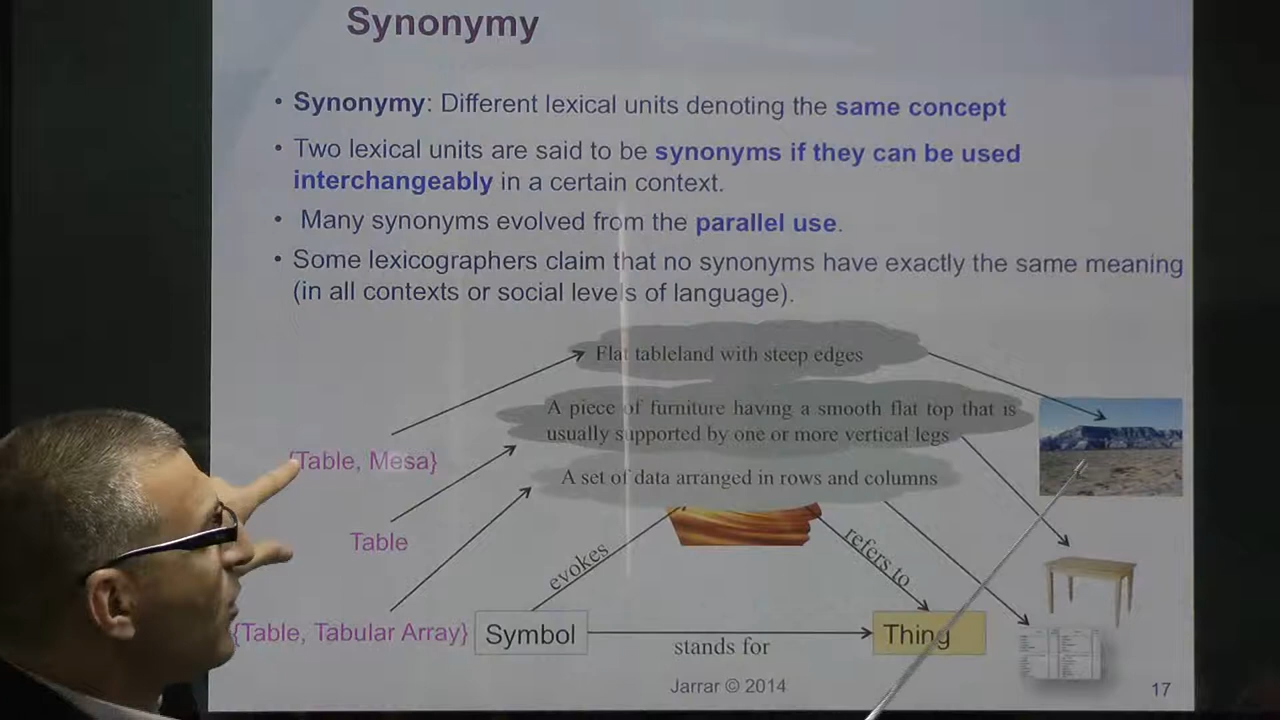 Synonymy
• Synonymy: Different lexical units denoting the same concept
• Two lexical units are said to be synonyms if they can be used
interchangeably in a certain context.
• Many synonyms evolved from the parallel use.
• Some lexicographers claim that no synonyms have exactly the same meaning
(in all contexts or social levels of language).
Flat tableland with steep edges
A piece of furniture having a smooth flat top that is
usually supported by one or more vertical legs
{Table, Mesa}
A set of data arranged in rows and columns
Table
evokes
refers to
{Table, Tabular Array}
Symbol
Thing
stands for
Jarrar © 2014
17